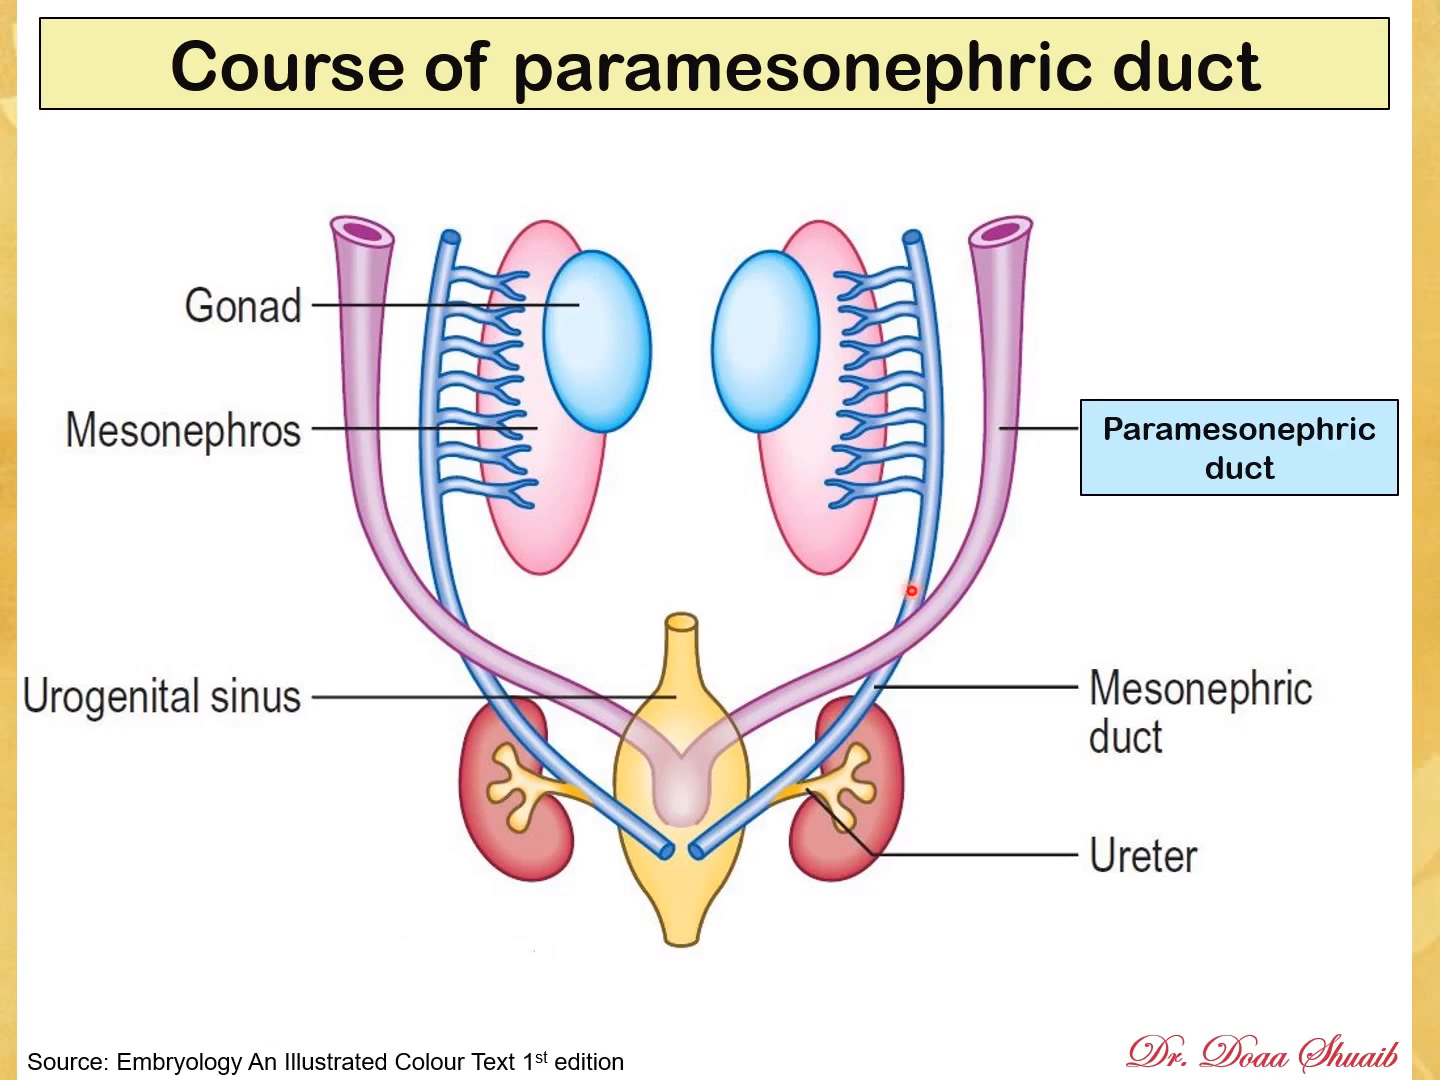 Course of paramesonephric duct
Gonad
Mesonephros
Paramesonephric
duct
Urogenital sinus
Mesonephric
duct
Ureter
Source: Embryology An Illustrated Colour Text 1st edition
Dr. Doaa Shuaib